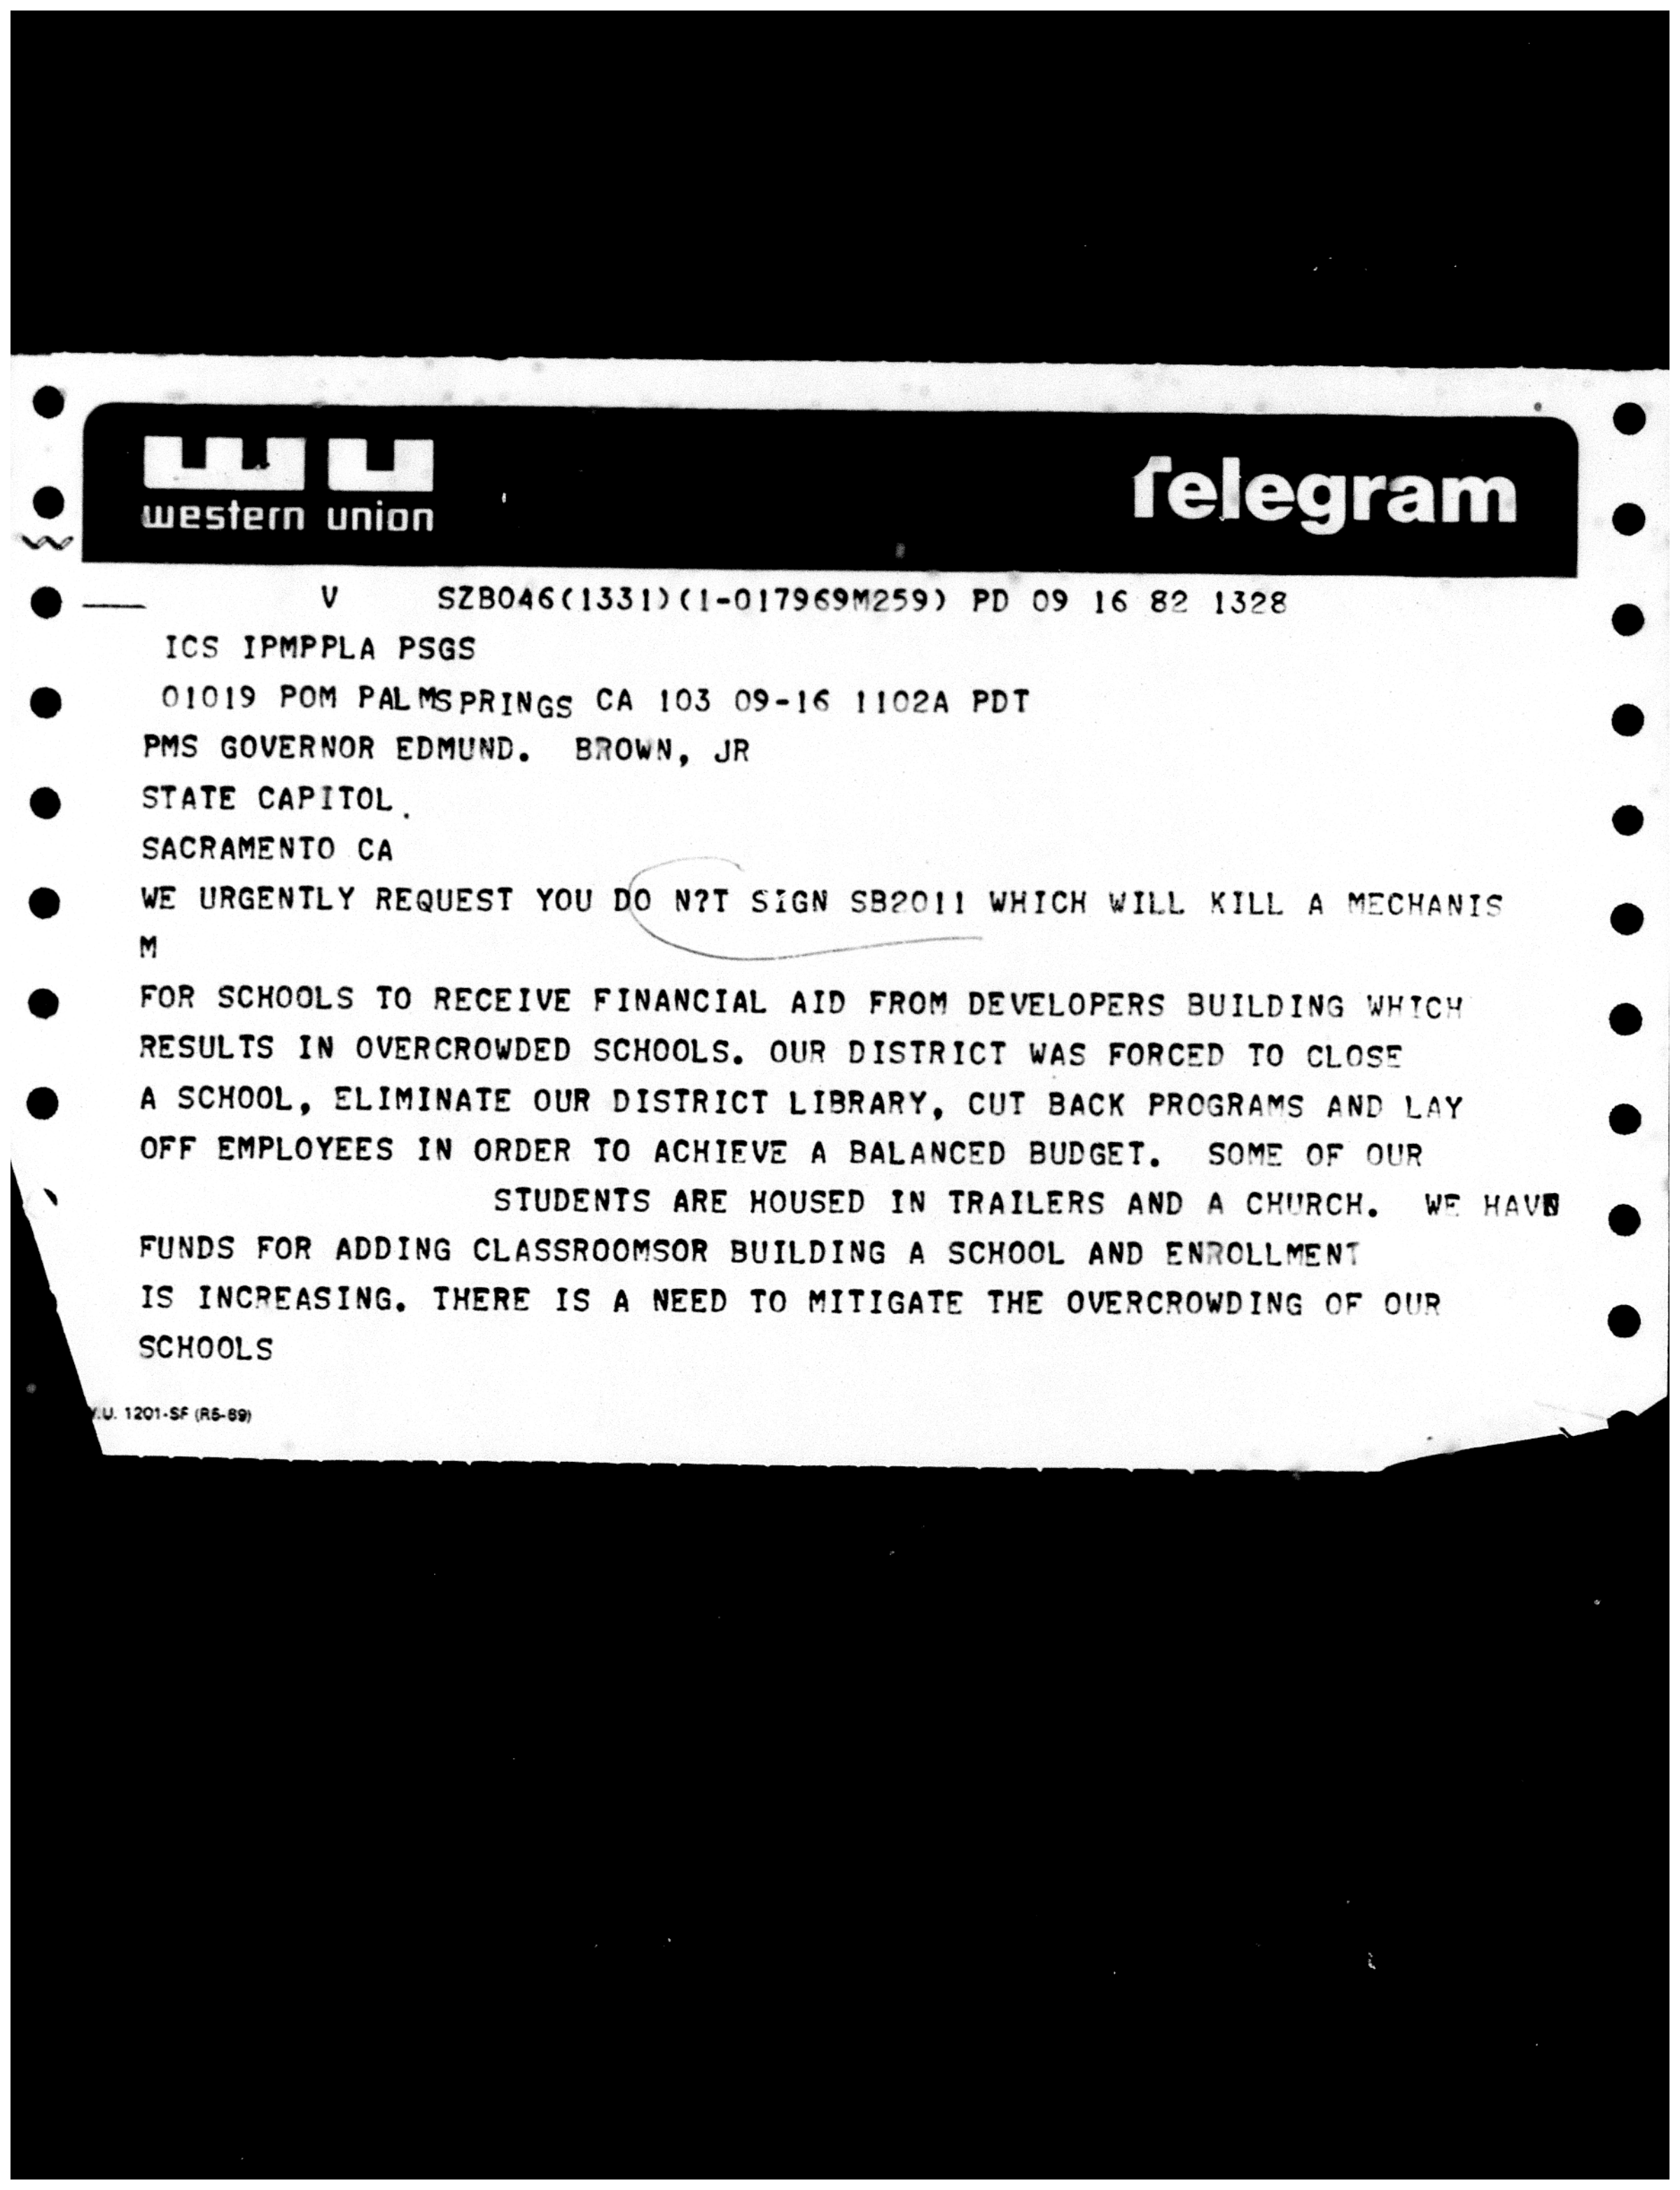 western union
Telegram
V SZB046(1331)(1-017969M259) PD 09 16 82 1328
ICS IPMPPLA PSGS
01019 POM PALMSPRINGS CA 103 09-16 1102A PDT
PMS GOVERNOR EDMUND. BROWN, JR
STATE CAPITOL.
SACRAMENTO CA
WE URGENTLY REQUEST YOU DO N?T SIGN SB2011 WHICH WILL KILL A MECHANIS
M
FOR SCHOOLS TO RECEIVE FINANCIAL AID FROM DEVELOPERS BUILDING WHICH
RESULTS IN OVERCROWDED SCHOOLS. OUR DISTRICT WAS FORCED TO CLOSE
A SCHOOL, ELIMINATE OUR DISTRICT LIBRARY, CUT BACK PROGRAMS AND LAY
OFF EMPLOYEES IN ORDER TO ACHIEVE A BALANCED BUDGET. SOME OF OUR
STUDENTS ARE HOUSED IN TRAILERS AND A CHURCH. WE
FUNDS FOR ADDING CLASSROOMSOR BUILDING A SCHOOL AND ENROLLMENT
IS INCREASING. THERE IS A NEED TO MITIGATE THE OVERCROWDING OF OUR
SCHOOLS
.U. 1201-SF (R5-69)